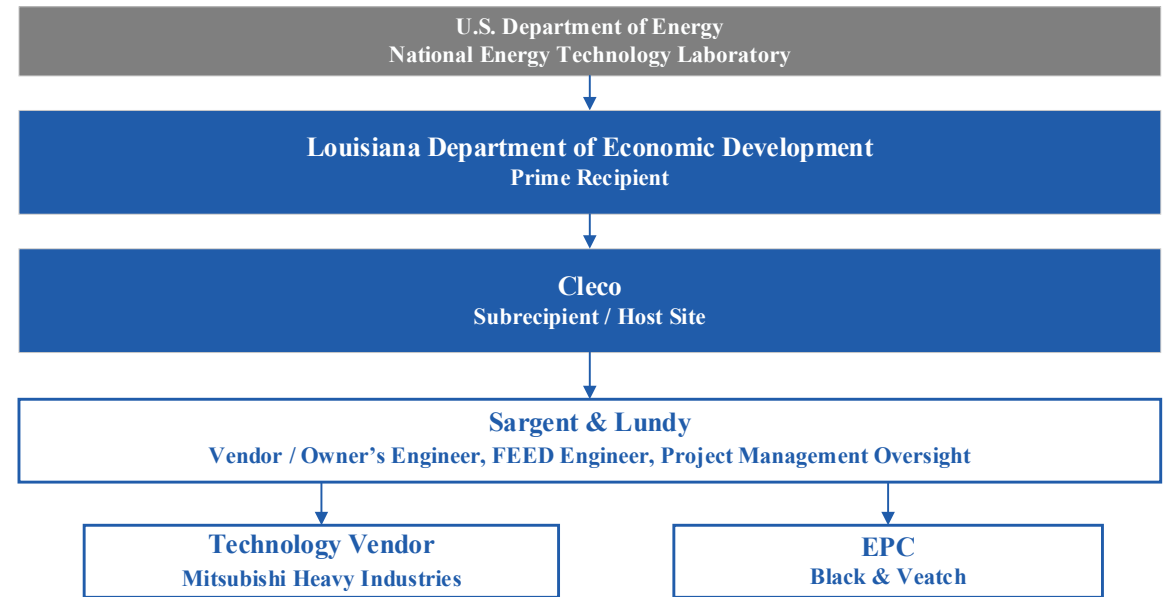 U.S. Department of Energy
National Energy Technology Laboratory
Louisiana Department of Economic Development
Prime Recipient
Cleco
Subrecipient / Host Site
Sargent & Lundy
Vendor / Owner’s Engineer, FEED Engineer, Project Management Oversight
Technology Vendor
Mitsubishi Heavy Industries
EPC
Black & Veatch